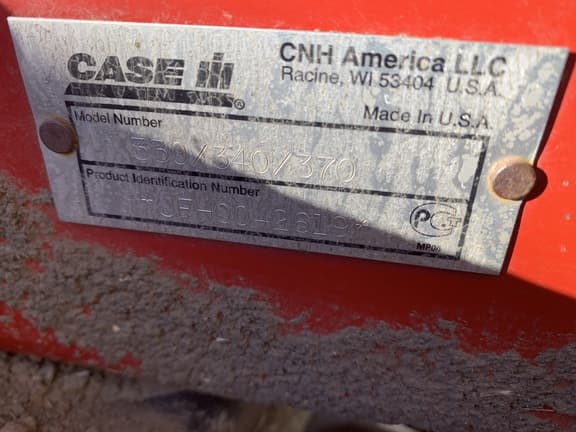 CASE IH
®
CNH America LLC
Racine, WI 53404 U.S.A.
Made In U.S.A.
Model Number
330/340/370
Product Identification Number